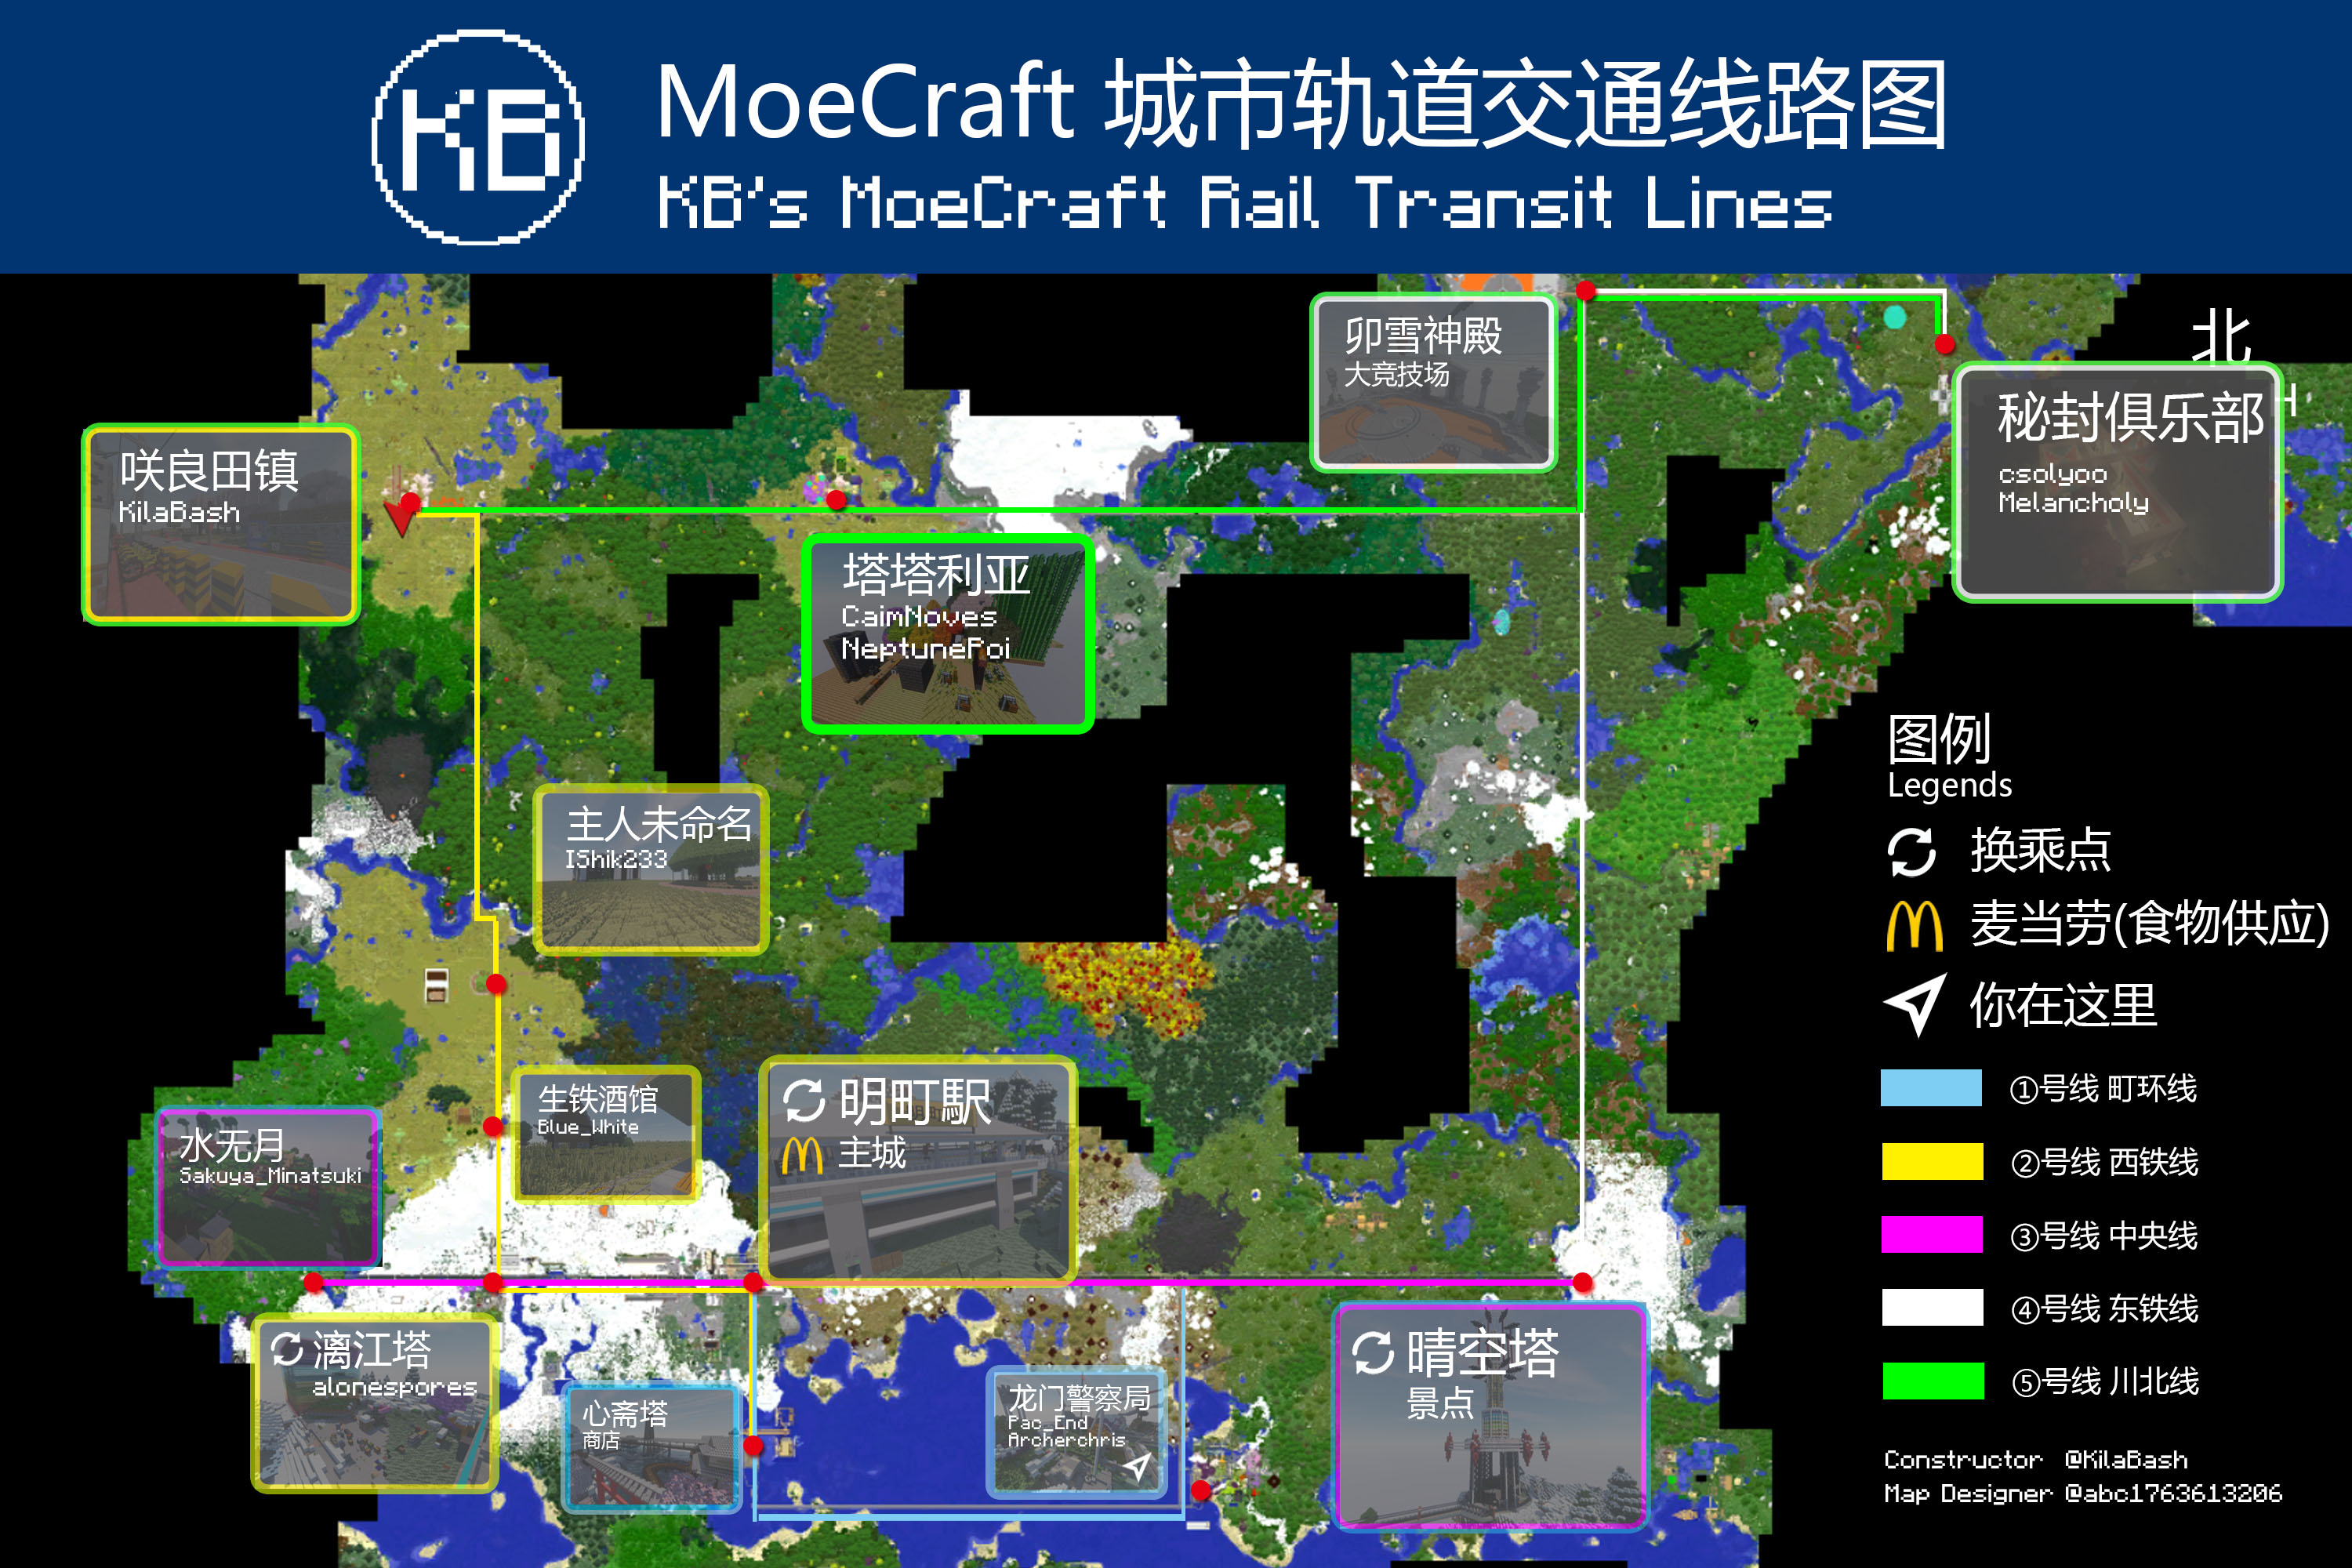 KB
MoeCraft 城市轨道交通线路图
KB's MoeCraft Rail Transit Lines
卯雪神殿
大竞技场
北
秘封俱乐部
csolyoo
Melancholy
咲良田镇
KilaBash
塔塔利亚
CaimNoves
NeptunePoi
主人未命名
IShik233
生铁酒馆
Blue_White
明町駅
主城
水无月
Sakuya_Minatsuki
漓江塔
alonespores
心斋塔
商店
龙门警察局
Pac_End
Archerchris
晴空塔
景点
图例
Legends
换乘点
麦当劳(食物供应)
你在这里
①号线 町环线
②号线 西铁线
③号线 中央线
④号线 东铁线
⑤号线 川北线
Constructor @KilaBash
Map Designer @abc1763613206